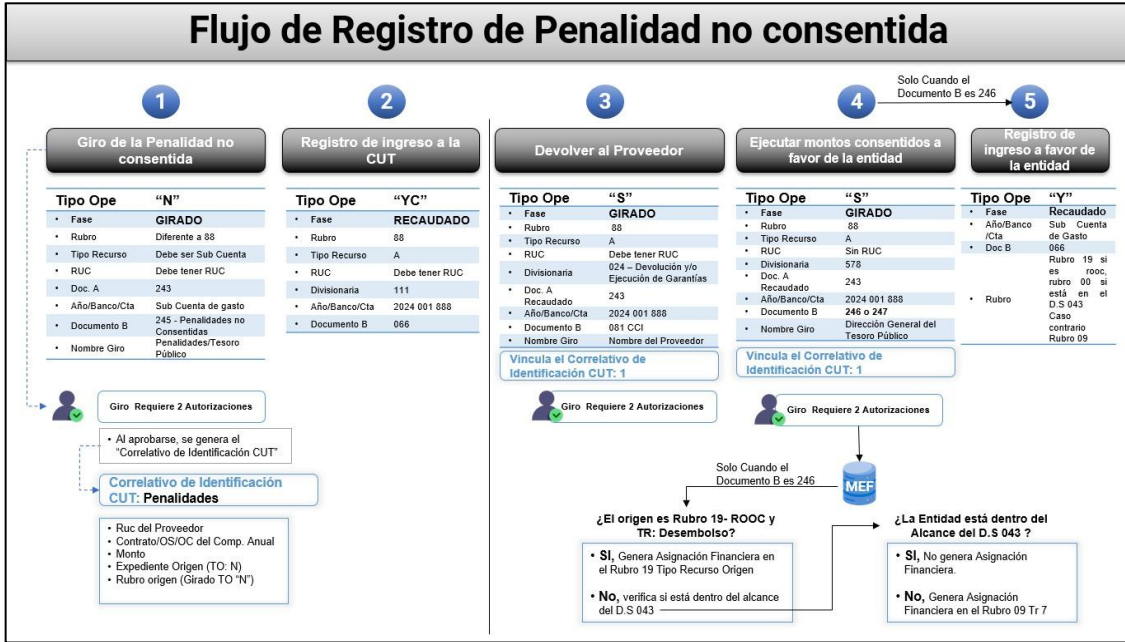 Flujo de Registro de Penalidad no consentida
1
Giro de la Penalidad no
consentida
Tipo Ope “N”
• Fase GIRADO
• Rubro Diferente a 88
• Tipo Recurso Debe ser Sub Cuenta
• RUC Debe tener RUC
• Doc. A 243
• Año/Banco/Cta Sub Cuenta de gasto
• Documento B 245 - Penalidades no
Consentidas
• Nombre Giro Penalidades/Tesoro
Público
Giro Requiere 2 Autorizaciones
• Al aprobarse, se genera el
“Correlativo de Identificación CUT”
Correlativo de Identificación
CUT: Penalidades
• Ruc del Proveedor
• Contrato/OS/OC del Comp. Anual
• Monto
• Expediente Origen (TO: N)
• Rubro origen (Girado TO “N”)
2
Registro de ingreso a la
CUT
Tipo Ope “YC”
• Fase RECAUDADO
• Rubro 88
• Tipo Recurso A
• RUC Debe tener RUC
• Divisionaria 111
• Año/Banco/Cta 2024 001 888
• Documento B 066
3
Devolver al Proveedor
Tipo Ope “S”
• Fase GIRADO
• Rubro 88
• Tipo Recurso A
• RUC Debe tener RUC
• Divisionaria 024 – Devolución y/o
Ejecución de Garantías
• Doc. A
Recaudado 243
• Año/Banco/Cta 2024 001 888
• Documento B 081 CCI
• Nombre Giro Nombre del Proveedor
Vincula el Correlativo de
Identificación CUT: 1
Giro Requiere 2 Autorizaciones
4
Solo Cuando el
Documento B es 246
Ejecutar montos consentidos a
favor de la entidad
Tipo Ope “S”
• Fase GIRADO
• Rubro 88
• Tipo Recurso A
• RUC Sin RUC
• Divisionaria 578
• Doc. A
Recaudado 243
• Año/Banco/Cta 2024 001 888
• Documento B 246 o 247
• Nombre Giro Dirección General del
Tesoro Público
Vincula el Correlativo de
Identificación CUT: 1
Giro Requiere 2 Autorizaciones
5
Registro de
ingreso a favor de
la entidad
Tipo Ope “Y”
• Fase Recaudado
• Año/Banco
/Cta Sub Cuenta
de Gasto
• Doc B 066
• Rubro Rubro 19 si
es rooc,
rubro 00 si
está en el
D.S 043
Caso
contrario
Rubro 09
Solo Cuando el
Documento B es 246
MEF
¿El origen es Rubro 19- ROOC y
TR: Desembolso?
• SI, Genera Asignación Financiera en
el Rubro 19 Tipo Recurso Origen
• No, verifica si está dentro del alcance
del D.S 043
¿La Entidad está dentro del
Alcance del D.S 043 ?
• SI, No genera Asignación
Financiera.
• No, Genera Asignación
Financiera en el Rubro 09 Tr 7